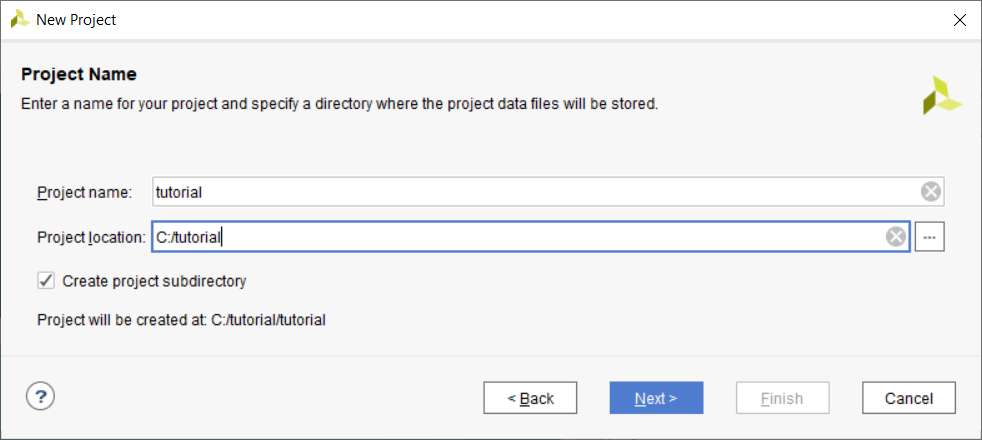 New Project
Project Name
Enter a name for your project and specify a directory where the project data files will be stored.
Project name: tutorial
Project location: C:/tutorial ...
Create project subdirectory
Project will be created at: C:/tutorial/tutorial
? < Back Next > Finish Cancel